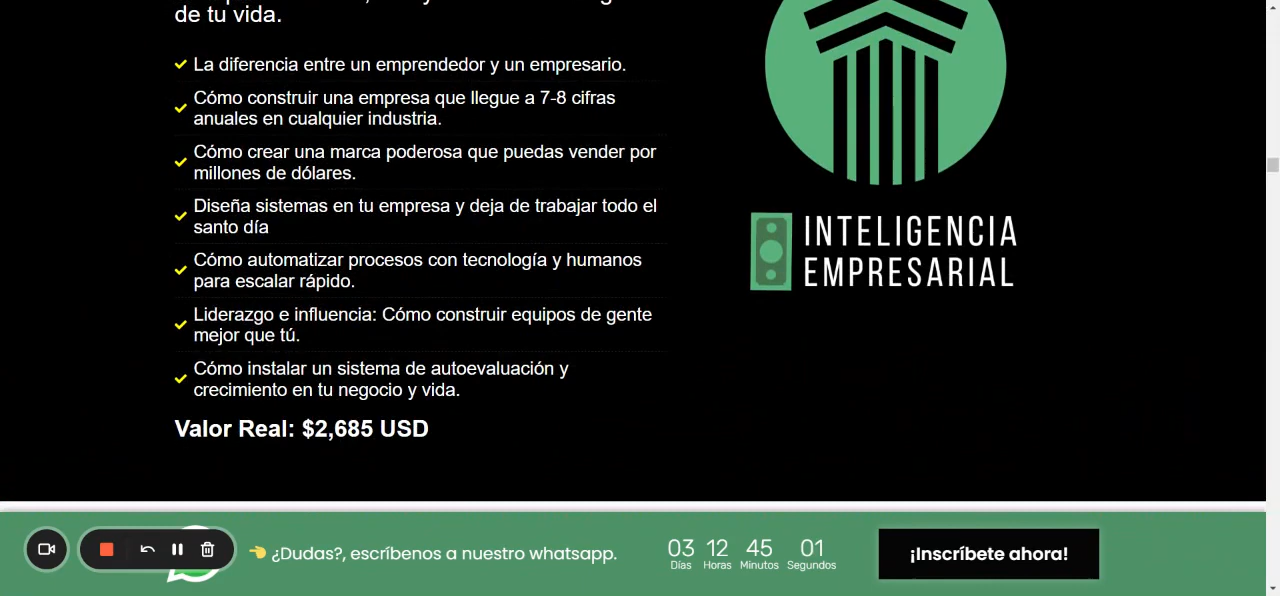 de tu vida.
La diferencia entre un emprendedor y un empresario.
Cómo construir una empresa que llegue a 7-8 cifras
anuales en cualquier industria.
Cómo crear una marca poderosa que puedas vender por
millones de dólares.
Diseña sistemas en tu empresa y deja de trabajar todo el
santo día
Cómo automatizar procesos con tecnología y humanos
para escalar rápido.
Liderazgo e influencia: Cómo construir equipos de gente
mejor que tú.
Cómo instalar un sistema de autoevaluación y
crecimiento en tu negocio y vida.
Valor Real: $2,685 USD
INTELIGENCIA
EMPRESARIAL
¿Dudas?, escríbenos a nuestro whatsapp.
03 12 45 01
Días Horas Minutos Segundos
¡Inscríbete ahora!